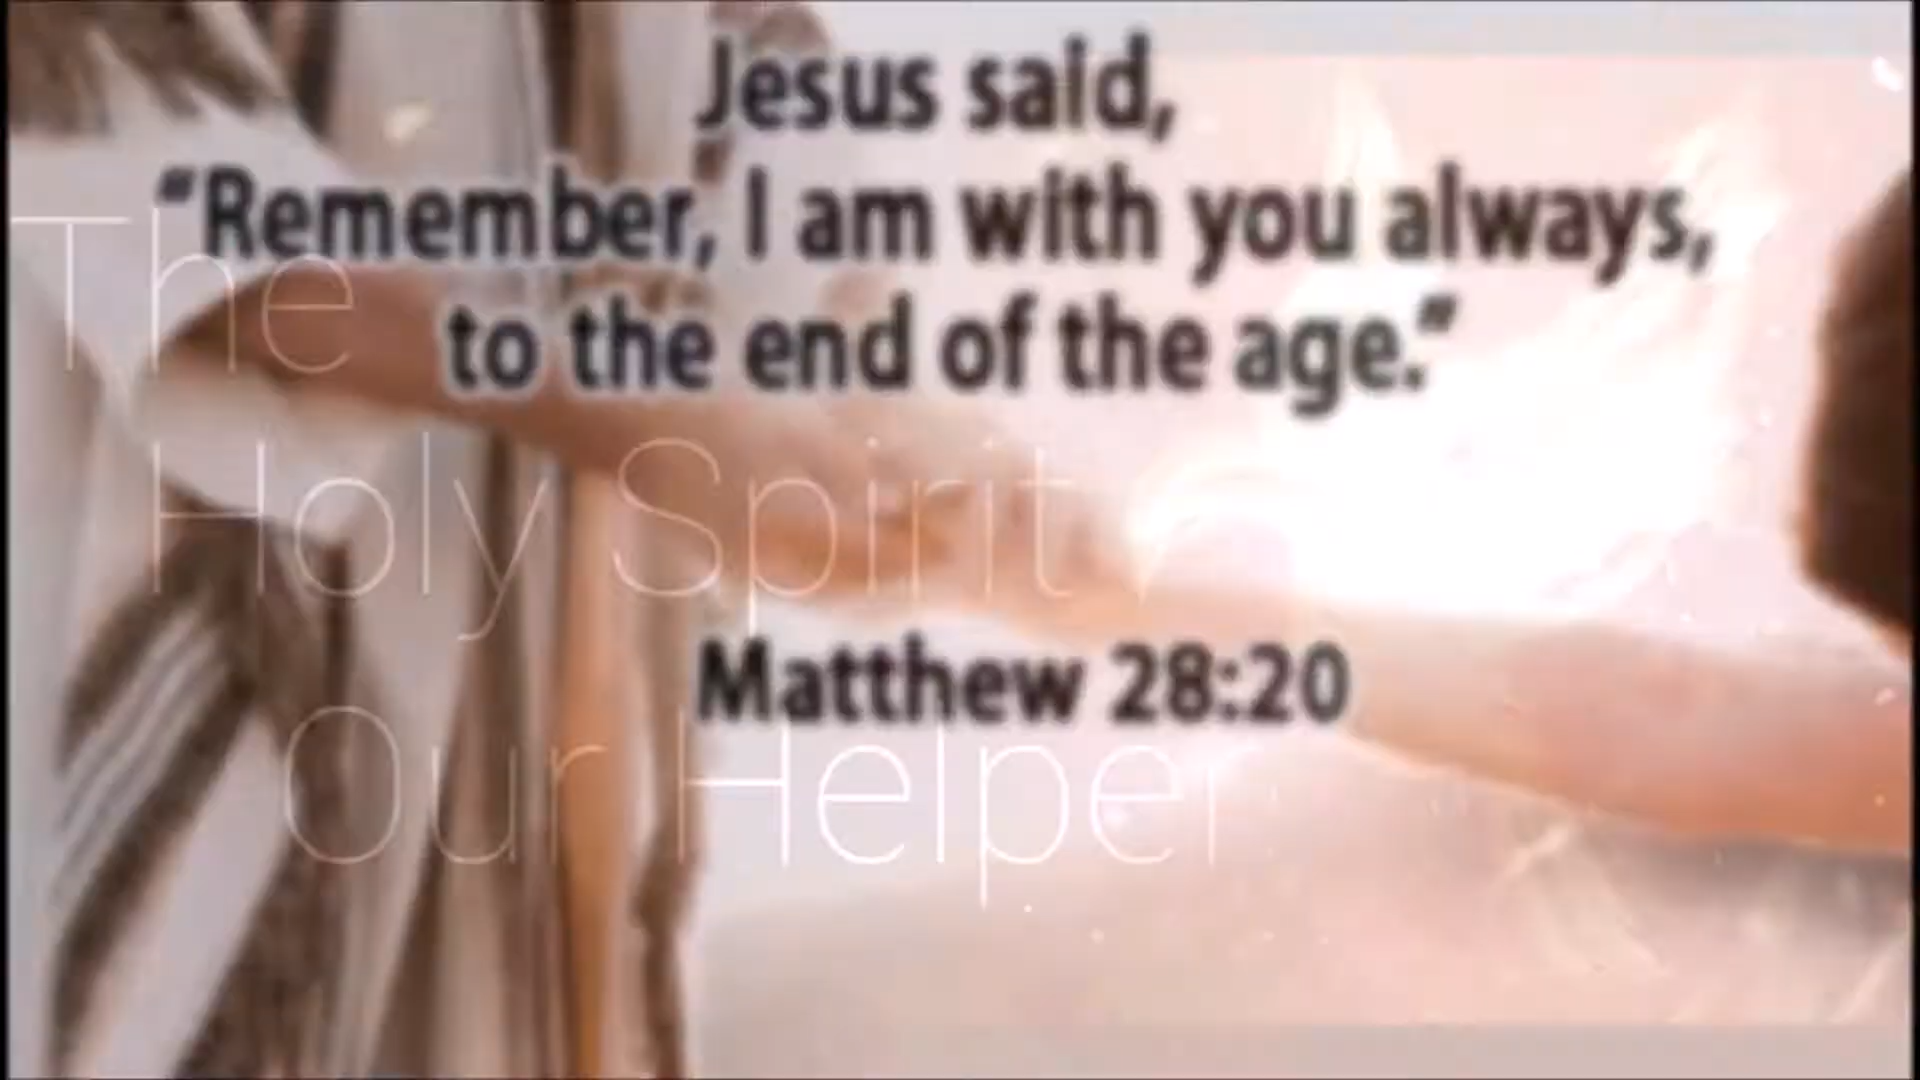 Jesus said,
“Remember, I am with you always,
to the end of the age.”
Matthew 28:20
The
Holy Spirit
Our Helper